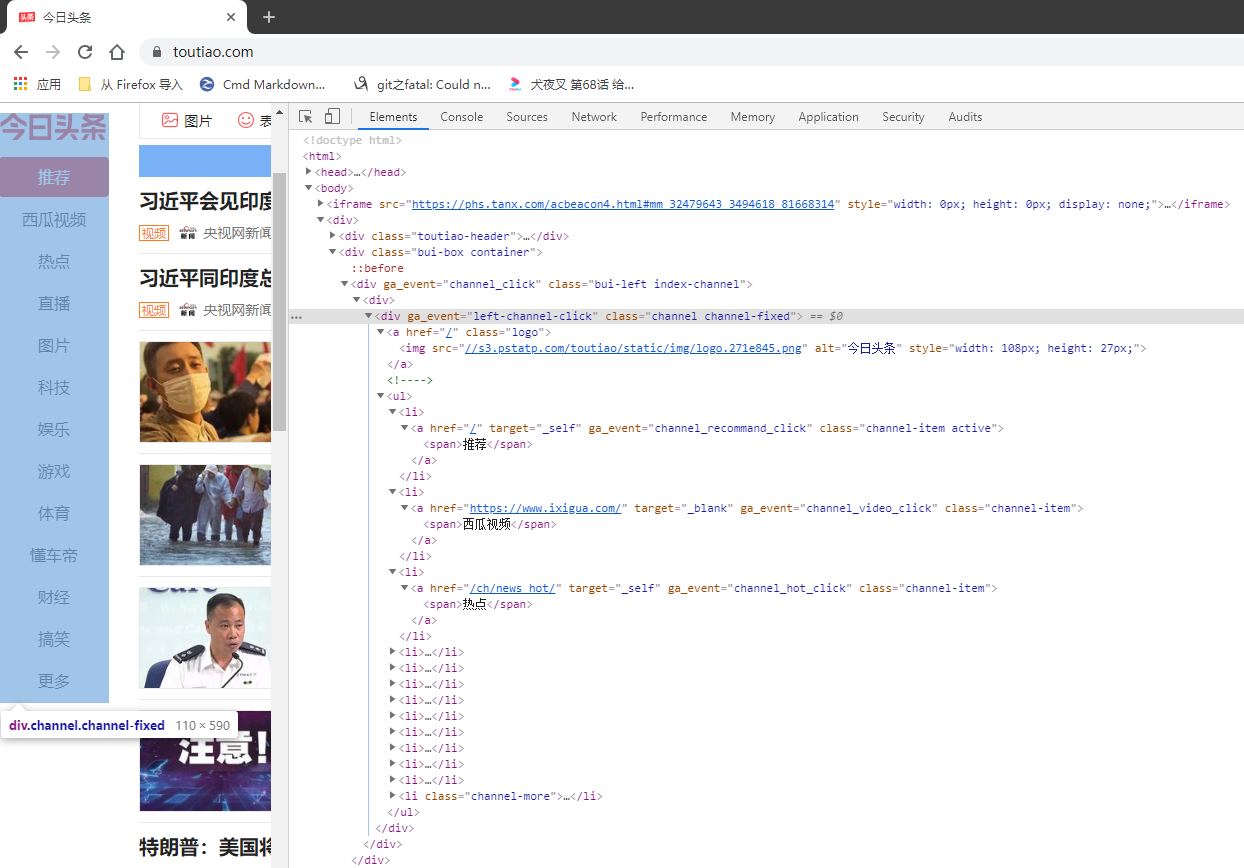 今日头条
toutiao.com
应用 从 Firefox 导入 Cmd Markdown... git之fatal: Could n... 犬夜叉 第68话 给...
今日头条
推荐
西瓜视频
热点
直播
图片
科技
娱乐
游戏
体育
懂车帝
财经
搞笑
更多
div.channel.channel-fixed 110 × 590
图片
习近平会见印度
视频 央视网新闻
习近平同印度总
视频 央视网新闻
注意!
特朗普：美国将
Elements Console Sources Network Performance Memory Application Security Audits
<!doctype html>
<html>
<head>…</head>
<body>
<iframe src="https://phs.tanx.com/acbeacon4.html#mm_32479643_3494618_81668314" style="width: 0px; height: 0px; display: none;">…</iframe>
<div>
<div class="toutiao-header">…</div>
<div class="bui-box container">
::before
<div ga_event="channel_click" class="bui-left index-channel">
<div>
<div ga_event="left-channel-click" class="channel channel-fixed"> == $0
<a href="/" class="logo">
<img src="//s3.pstatp.com/toutiao/static/img/logo.271e845.png" alt="今日头条" style="width: 108px; height: 27px;">
</a>
<!---->
<ul>
<li>
<a href="/" target="_self" ga_event="channel_recommand_click" class="channel-item active">
<span>推荐</span>
</a>
</li>
<li>
<a href="https://www.ixigua.com/" target="_blank" ga_event="channel_video_click" class="channel-item">
<span>西瓜视频</span>
</a>
</li>
<li>
<a href="/ch/news_hot/" target="_self" ga_event="channel_hot_click" class="channel-item">
<span>热点</span>
</a>
</li>
<li>…</li>
<li>…</li>
<li>…</li>
<li>…</li>
<li>…</li>
<li>…</li>
<li>…</li>
<li>…</li>
<li>…</li>
<li class="channel-more">…</li>
</ul>
</div>
</div>
</div>